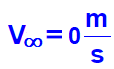 V∞ = 0 m/s